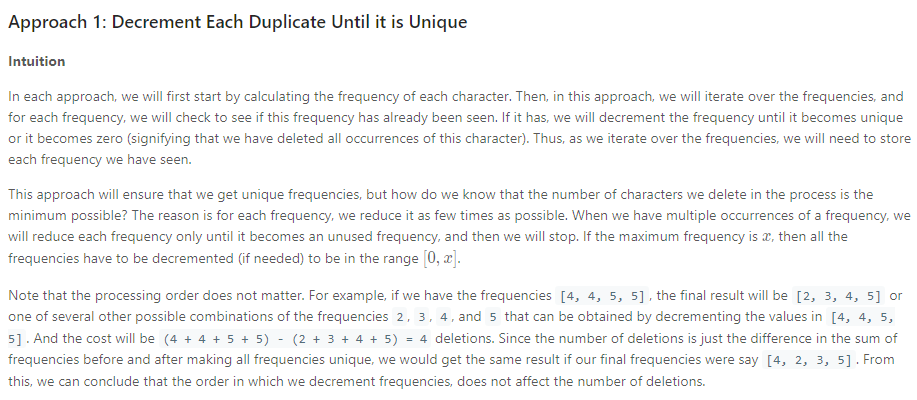 Approach 1: Decrement Each Duplicate Until it is Unique
Intuition
In each approach, we will first start by calculating the frequency of each character. Then, in this approach, we will iterate over the frequencies, and
for each frequency, we will check to see if this frequency has already been seen. If it has, we will decrement the frequency until it becomes unique
or it becomes zero (signifying that we have deleted all occurrences of this character). Thus, as we iterate over the frequencies, we will need to store
each frequency we have seen.
This approach will ensure that we get unique frequencies, but how do we know that the number of characters we delete in the process is the
minimum possible? The reason is for each frequency, we reduce it as few times as possible. When we have multiple occurrences of a frequency, we
will reduce each frequency only until it becomes an unused frequency, and then we will stop. If the maximum frequency is x, then all the
frequencies have to be decremented (if needed) to be in the range [0, x].
Note that the processing order does not matter. For example, if we have the frequencies [4, 4, 5, 5], the final result will be [2, 3, 4, 5] or
one of several other possible combinations of the frequencies 2, 3, 4, and 5 that can be obtained by decrementing the values in [4, 4, 5,
5]. And the cost will be (4 + 4 + 5 + 5) - (2 + 3 + 4 + 5) = 4 deletions. Since the number of deletions is just the difference in the sum of
frequencies before and after making all frequencies unique, we would get the same result if our final frequencies were say [4, 2, 3, 5]. From
this, we can conclude that the order in which we decrement frequencies, does not affect the number of deletions.